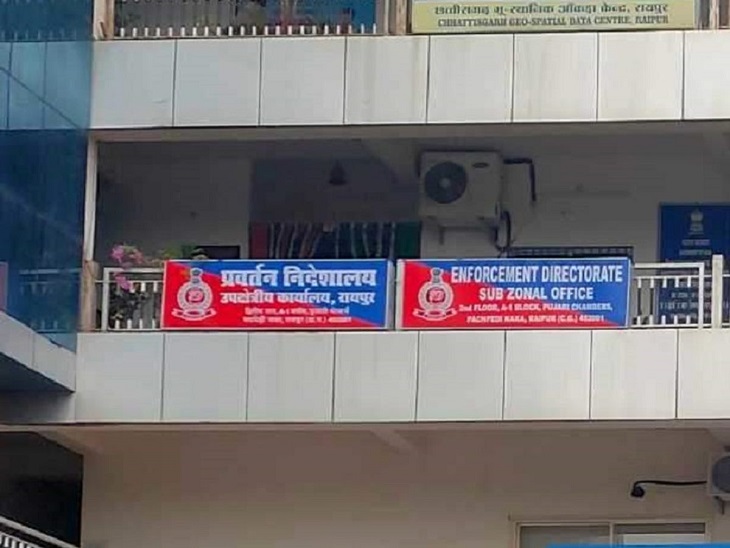 छत्तीसगढ़ भू-स्थानिक आँकड़ा केन्द्र, रायपुर
CHHATTISGARH GEO-SPATIAL DATA CENTRE, RAIPUR
प्रवर्तन निदेशालय
उपक्षेत्रीय कार्यालय, रायपुर
ENFORCEMENT DIRECTORATE
SUB ZONAL OFFICE
2nd FLOOR, A-1 BLOCK, PUJARI CHAMBERS,
PACHPEDI NAKA, RAIPUR (C.G.)